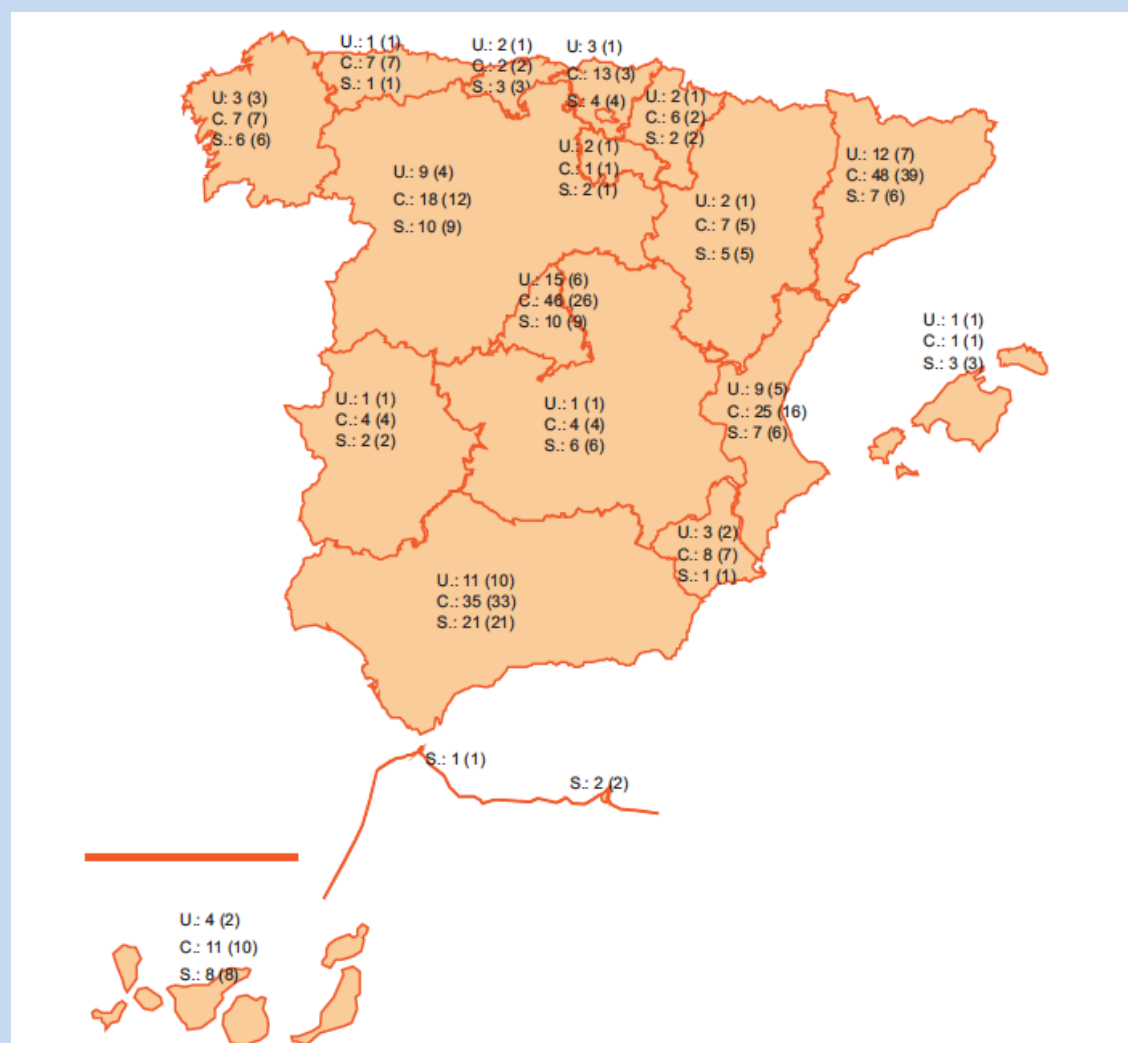 U.: 1 (1)
C.: 7 (7)
S.: 1 (1)
U.: 2 (1)
C.: 2 (2)
S.: 3 (3)
U: 3 (1)
C.: 13 (3)
S.: 4 (4)
U: 3 (3)
C. 7 (7)
S.: 6 (6)
U.: 2 (1)
C.: 6 (2)
S.: 2 (2)
U.: 2 (1)
C.: 1 (1)
S.: 2 (1)
U.: 12 (7)
C.: 48 (39)
S.: 7 (6)
U.: 9 (4)
C.: 18 (12)
S.: 10 (9)
U.: 2 (1)
C.: 7 (5)
S.: 5 (5)
U.: 15 (6)
C.: 46 (26)
S.: 10 (9)
U.: 1 (1)
C.: 1 (1)
S.: 3 (3)
U.: 1 (1)
C.: 4 (4)
S.: 2 (2)
U.: 1 (1)
C.: 4 (4)
S.: 6 (6)
U.: 9 (5)
C.: 25 (16)
S.: 7 (6)
U.: 3 (2)
C.: 8 (7)
S.: 1 (1)
U.: 11 (10)
C.: 35 (33)
S.: 21 (21)
S.: 1 (1)
S.: 2 (2)
U.: 4 (2)
C.: 11 (10)
S.: 8 (8)